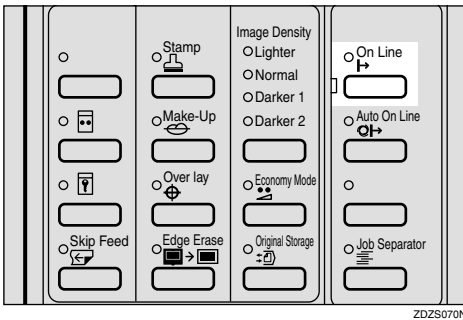 Stamp
Make-Up
Over lay
Skip Feed
Edge Erase
Image Density
Lighter
Normal
Darker 1
Darker 2
Economy Mode
Original Storage
On Line
Auto On Line
Job Separator
ZDZS070N